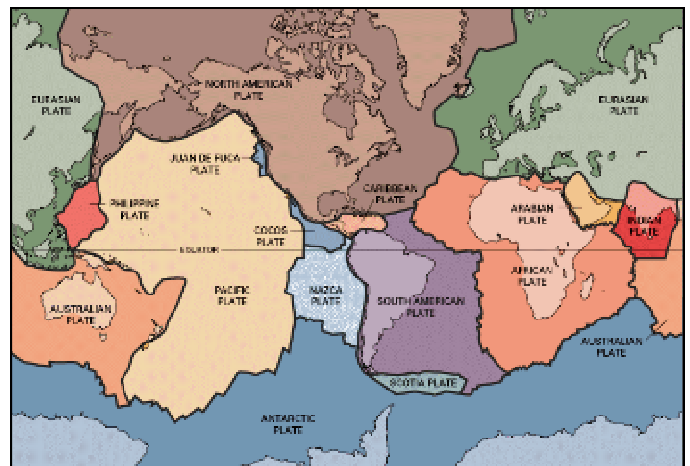 NORTH AMERICAN
PLATE
EURASIAN
PLATE
EURASIAN
PLATE
JUAN DE FUCA
PLATE
CARIBBEAN
PLATE
PHILIPPINE
PLATE
ARABIAN
PLATE
INDIAN
PLATE
COCOS
PLATE
EQUATOR
AFRICAN
PLATE
PACIFIC
PLATE
NAZCA
PLATE
SOUTH AMERICAN
PLATE
AUSTRALIAN
PLATE
AUSTRALIAN
PLATE
SCOTIA PLATE
ANTARCTIC
PLATE